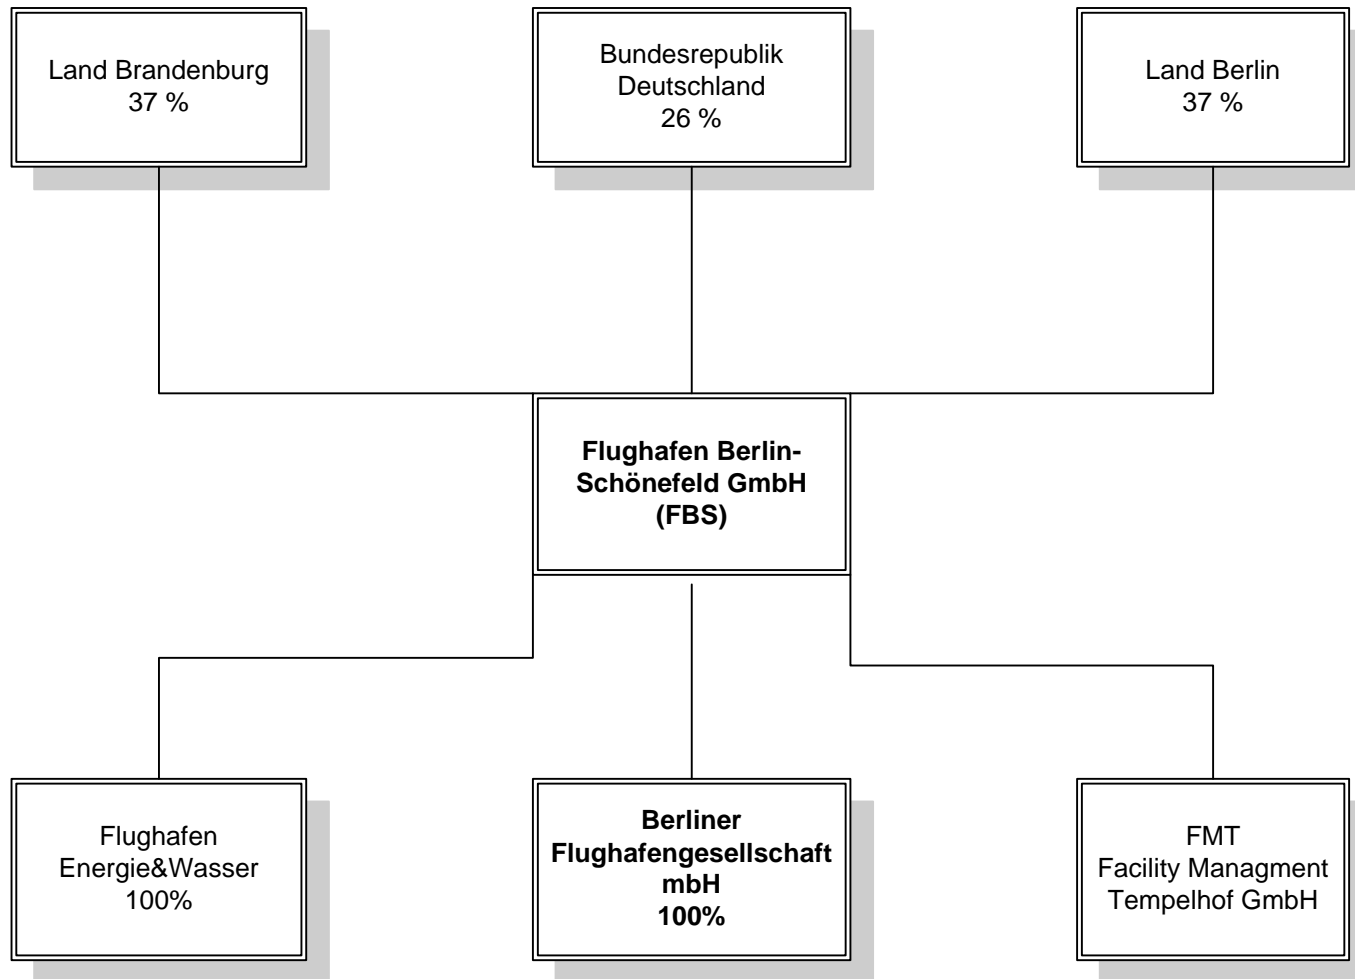 Land Brandenburg
37 %
Bundesrepublik
Deutschland
26 %
Land Berlin
37 %
Flughafen Berlin-
Schönefeld GmbH
(FBS)
Flughafen
Energie&Wasser
100%
Berliner
Flughafengesellschaft
mbH
100%
FMT
Facility Managment
Tempelhof GmbH